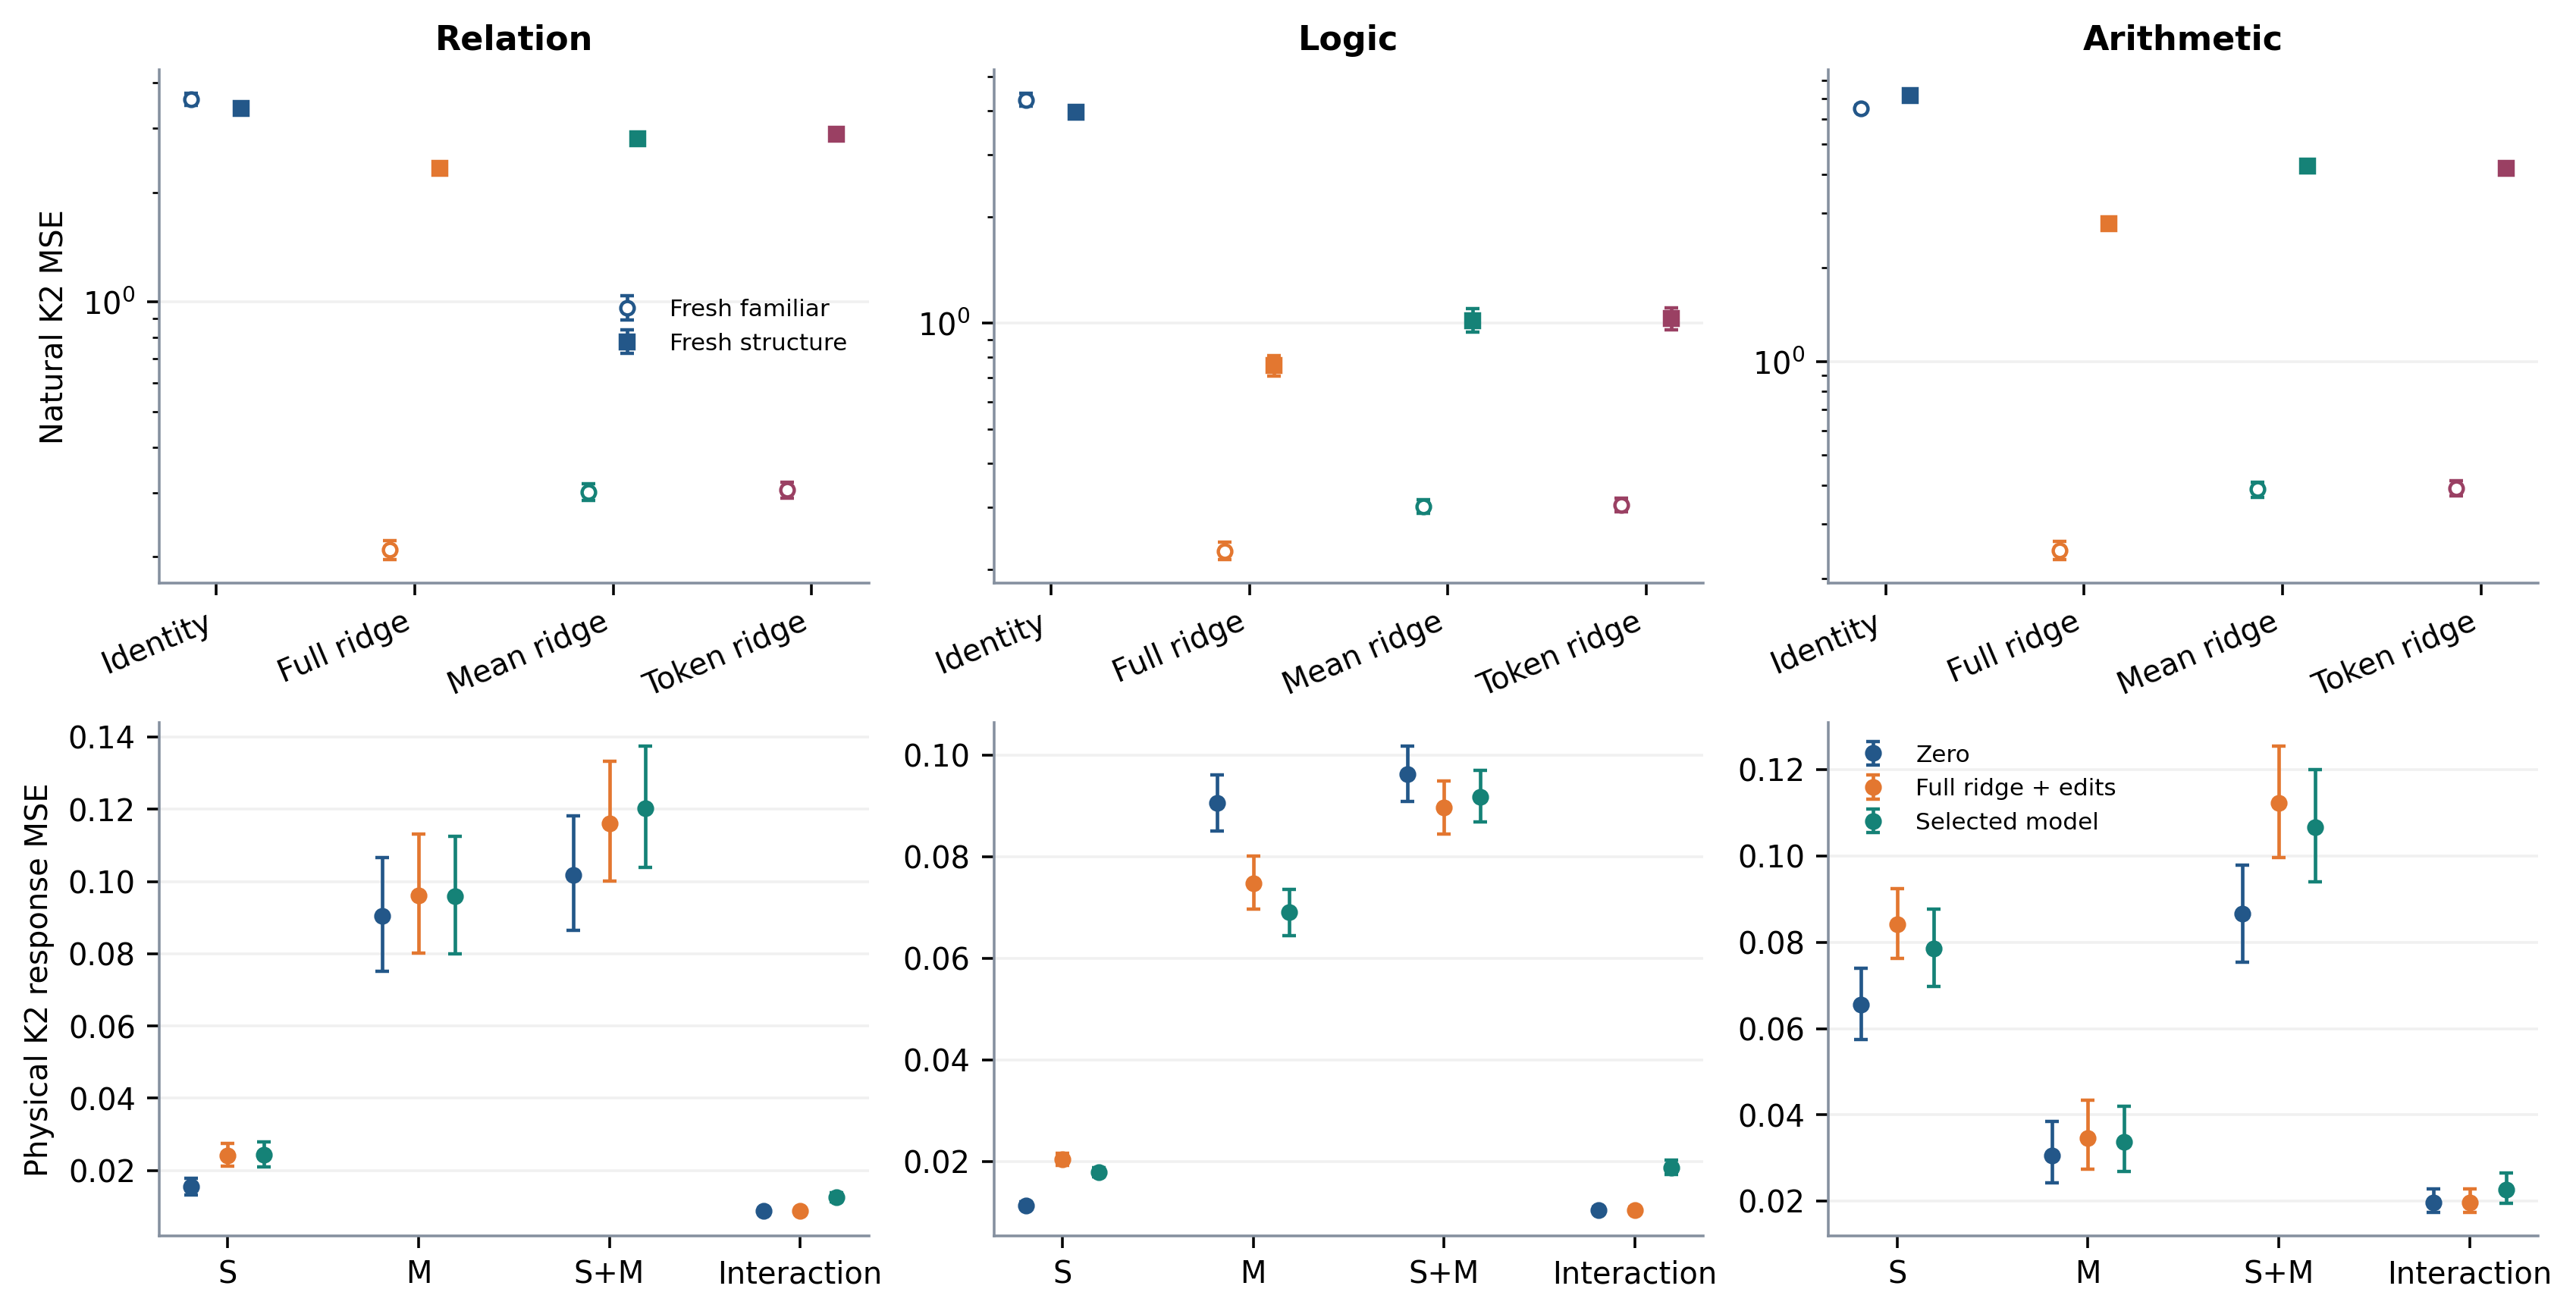 Relation
Logic
Arithmetic
Natural K2 MSE
10⁰
Fresh familiar
Fresh structure
Identity
Full ridge
Mean ridge
Token ridge
10⁰
Identity
Full ridge
Mean ridge
Token ridge
10⁰
Identity
Full ridge
Mean ridge
Token ridge
Physical K2 response MSE
0.14
0.12
0.10
0.08
0.06
0.04
0.02
S
M
S+M
Interaction
0.10
0.08
0.06
0.04
0.02
S
M
S+M
Interaction
0.12
0.10
0.08
0.06
0.04
0.02
Zero
Full ridge + edits
Selected model
S
M
S+M
Interaction